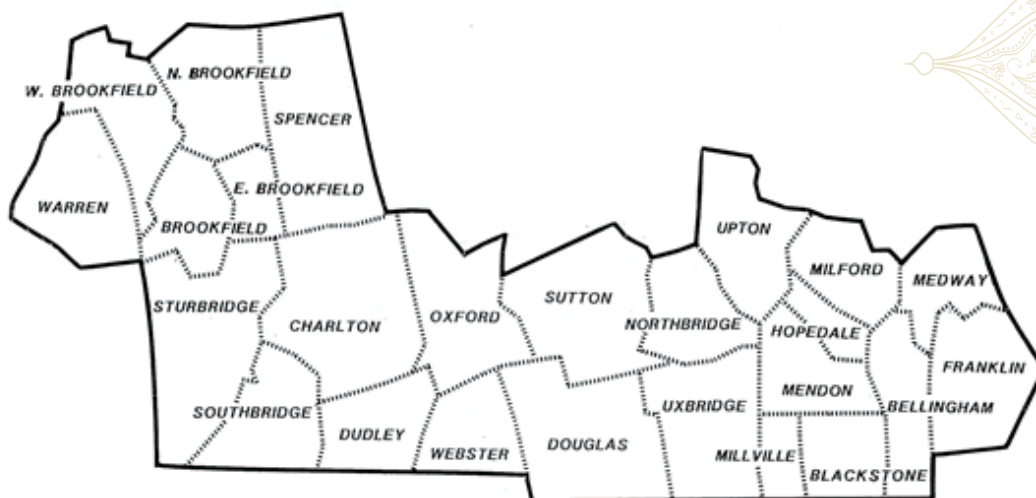 N. BROOKFIELD
W. BROOKFIELD
SPENCER
E. BROOKFIELD
WARREN
BROOKFIELD
UPTON
MILFORD
MEDWAY
STURBRIDGE
SUTTON
CHARLTON
OXFORD
NORTHBRIDGE
HOPEDALE
FRANKLIN
MENDON
SOUTHBRIDGE
UXBRIDGE
BELLINGHAM
DUDLEY
DOUGLAS
WEBSTER
MILLVILLE
BLACKSTONE